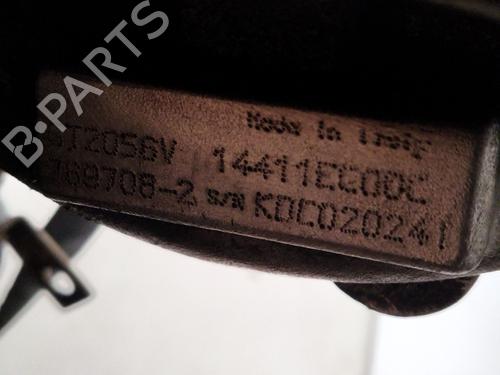 B-PARTS
Made in Italy
GT2056V 14411EC00C
769708-2 S/N KDC020241